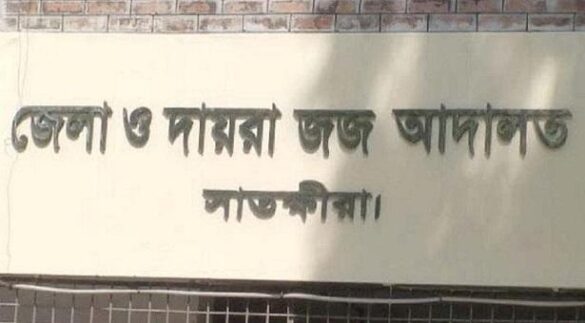 জেলা ও দায়রা জজ আদালত
সাতক্ষীরা।